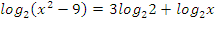 log₂(x² − 9) = 3log₂2 + log₂x